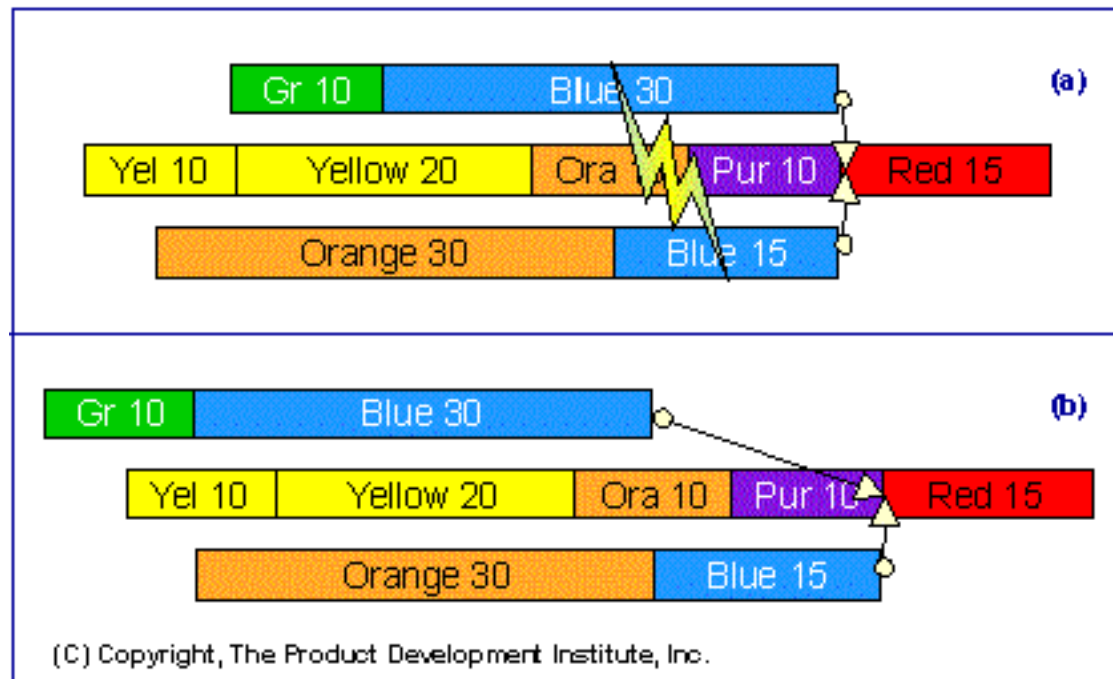 Gr 10 Blue 30 (a)
Yel 10 Yellow 20 Ora Pur 10 Red 15
Orange 30 Blue 15
Gr 10 Blue 30 (b)
Yel 10 Yellow 20 Ora 10 Pur 10 Red 15
Orange 30 Blue 15
(C) Copyright, The Product Development Institute, Inc.